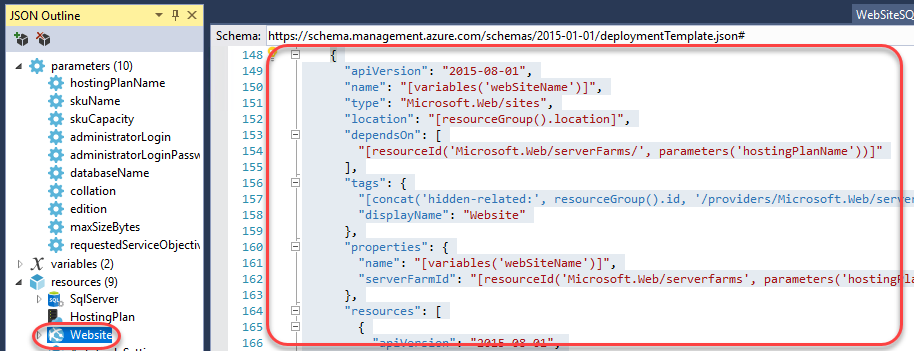 JSON Outline
WebSiteSQ
parameters (10)
hostingPlanName
skuName
skuCapacity
administratorLogin
administratorLoginPassw
databaseName
collation
edition
maxSizeBytes
requestedServiceObjectiv
variables (2)
resources (9)
SQL
SqlServer
HostingPlan
Website
Schema: https://schema.management.azure.com/schemas/2015-01-01/deploymentTemplate.json#
148 {
149 "apiVersion": "2015-08-01",
150 "name": "[variables('webSiteName')]",
151 "type": "Microsoft.Web/sites",
152 "location": "[resourceGroup().location]",
153 "dependsOn": [
154 "[resourceId('Microsoft.Web/serverFarms/', parameters('hostingPlanName'))]"
155 ],
156 "tags": {
157 "[concat('hidden-related:', resourceGroup().id, '/providers/Microsoft.Web/server
158 "displayName": "Website"
159 },
160 "properties": {
161 "name": "[variables('webSiteName')]",
162 "serverFarmId": "[resourceId('Microsoft.Web/serverfarms', parameters('hostingPlan
163 },
164 "resources": [
165 {
166 "apiVersion": "2015-08-01",